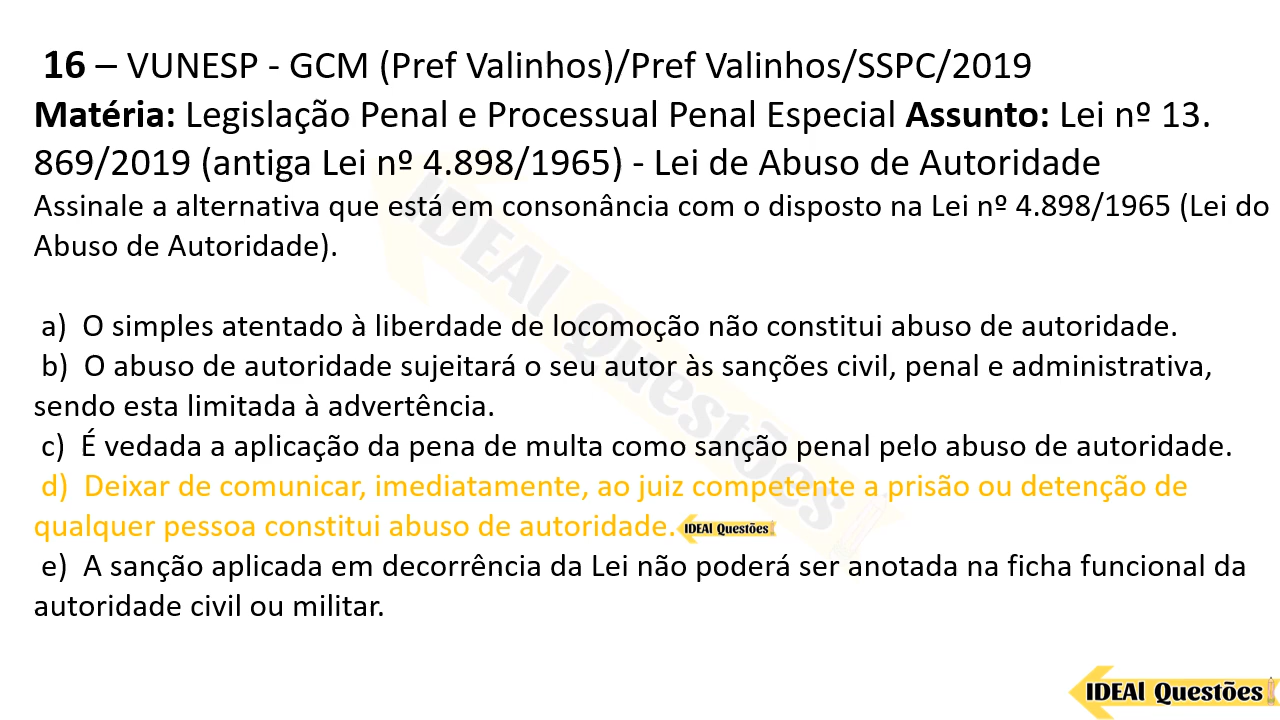 16 – VUNESP - GCM (Pref Valinhos)/Pref Valinhos/SSPC/2019
Matéria: Legislação Penal e Processual Penal Especial Assunto: Lei nº 13.
869/2019 (antiga Lei nº 4.898/1965) - Lei de Abuso de Autoridade
Assinale a alternativa que está em consonância com o disposto na Lei nº 4.898/1965 (Lei do
Abuso de Autoridade).
a) O simples atentado à liberdade de locomoção não constitui abuso de autoridade.
b) O abuso de autoridade sujeitará o seu autor às sanções civil, penal e administrativa,
sendo esta limitada à advertência.
c) É vedada a aplicação da pena de multa como sanção penal pelo abuso de autoridade.
d) Deixar de comunicar, imediatamente, ao juiz competente a prisão ou detenção de
qualquer pessoa constitui abuso de autoridade. IDEAl Questões
e) A sanção aplicada em decorrência da Lei não poderá ser anotada na ficha funcional da
autoridade civil ou militar.
IDEAl Questões
IDEAl Questões